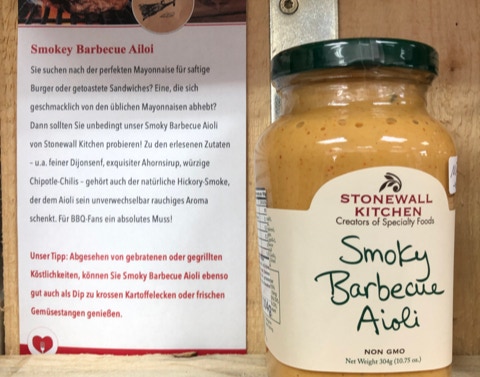 Smokey Barbecue Ailoi
Sie suchen nach der perfekten Mayonnaise für saftige
Burger oder getoastete Sandwiches? Eine, die sich
geschmacklich von den üblichen Mayonnaisen abhebt?
Dann sollten Sie unbedingt unser Smoky Barbecue Aioli
von Stonewall Kitchen probieren! Zu den erlesenen Zutaten
- u.a. feiner Dijonsenf, exquisiter Ahornsirup, würzige
Chipotle-Chilis - gehört auch der natürliche Hickory-Smoke,
der dem Aioli sein unverwechselbar rauchiges Aroma
schenkt. Für BBQ-Fans ein absolutes Muss!
Unser Tipp: Abgesehen von gebratenen oder gegrillten
Köstlichkeiten, können Sie Smoky Barbecue Aioli ebenso
gut auch als Dip zu krossen Kartoffelecken oder frischen
Gemüsestangen genießen.
STONEWALL
KITCHEN
Creators of Specialty Foods
Smoky
Barbecue
Aioli
NON GMO
Net Weight 304g (10.75 oz.)